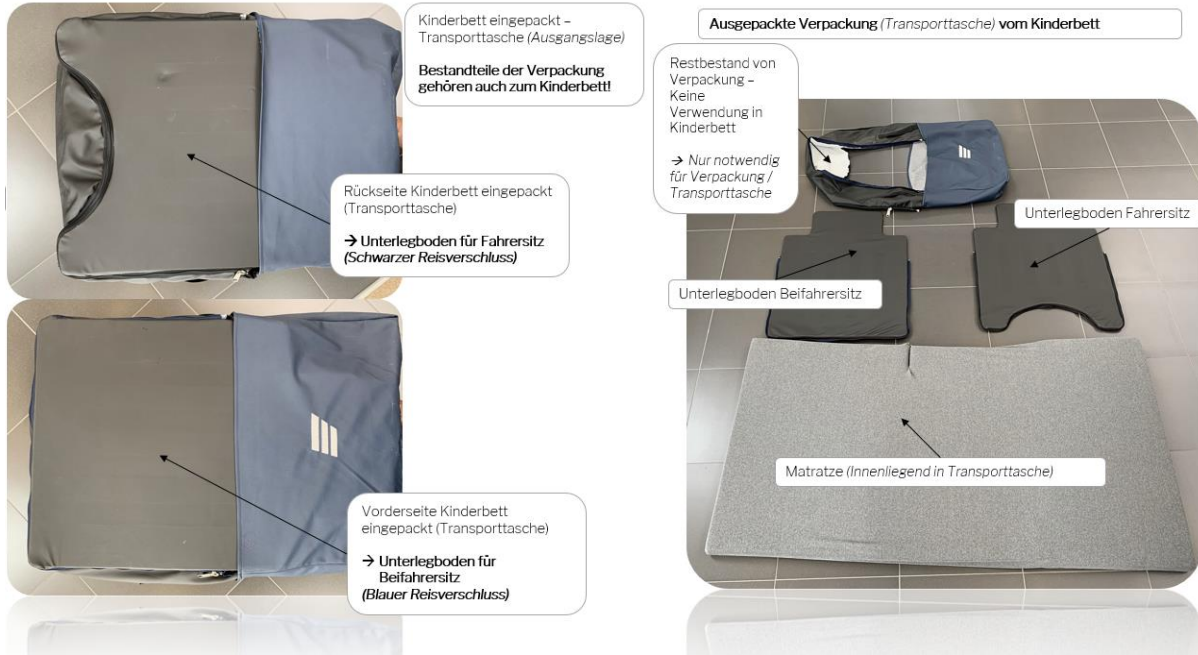 Kinderbett eingepackt –
Transporttasche (Ausgangslage)
Bestandteile der Verpackung
gehören auch zum Kinderbett!
Rückseite Kinderbett eingepackt
(Transporttasche)
→ Unterlegboden für Fahrersitz
(Schwarzer Reisverschluss)
Vorderseite Kinderbett
eingepackt (Transporttasche)
→ Unterlegboden für
Beifahrersitz
(Blauer Reisverschluss)
Ausgepackte Verpackung (Transporttasche) vom Kinderbett
Restbestand von
Verpackung –
Keine
Verwendung in
Kinderbett
→ Nur notwendig
für Verpackung /
Transporttasche
Unterlegboden Fahrersitz
Unterlegboden Beifahrersitz
Matratze (Innenliegend in Transporttasche)